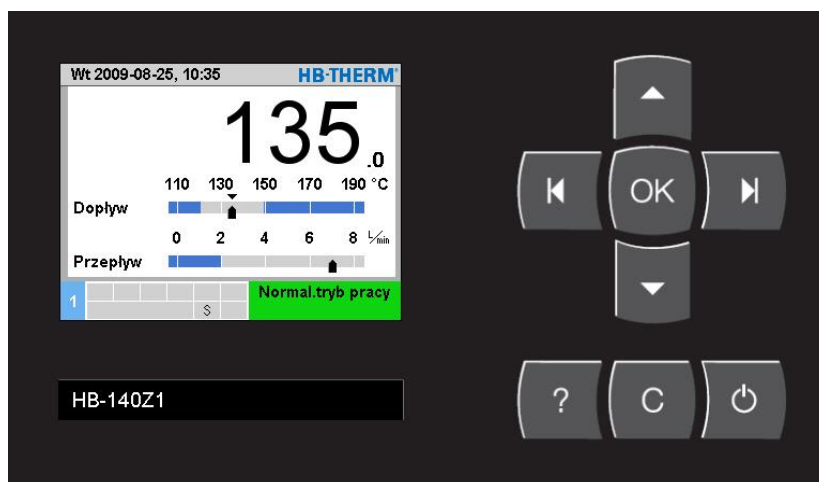 Wt 2009-08-25, 10:35 HB-THERM®
135.0
110 130 150 170 190 °C
Dopływ
0 2 4 6 8 L/min
Przepływ
1 S Normal.tryb pracy
OK
HB-140Z1
? C